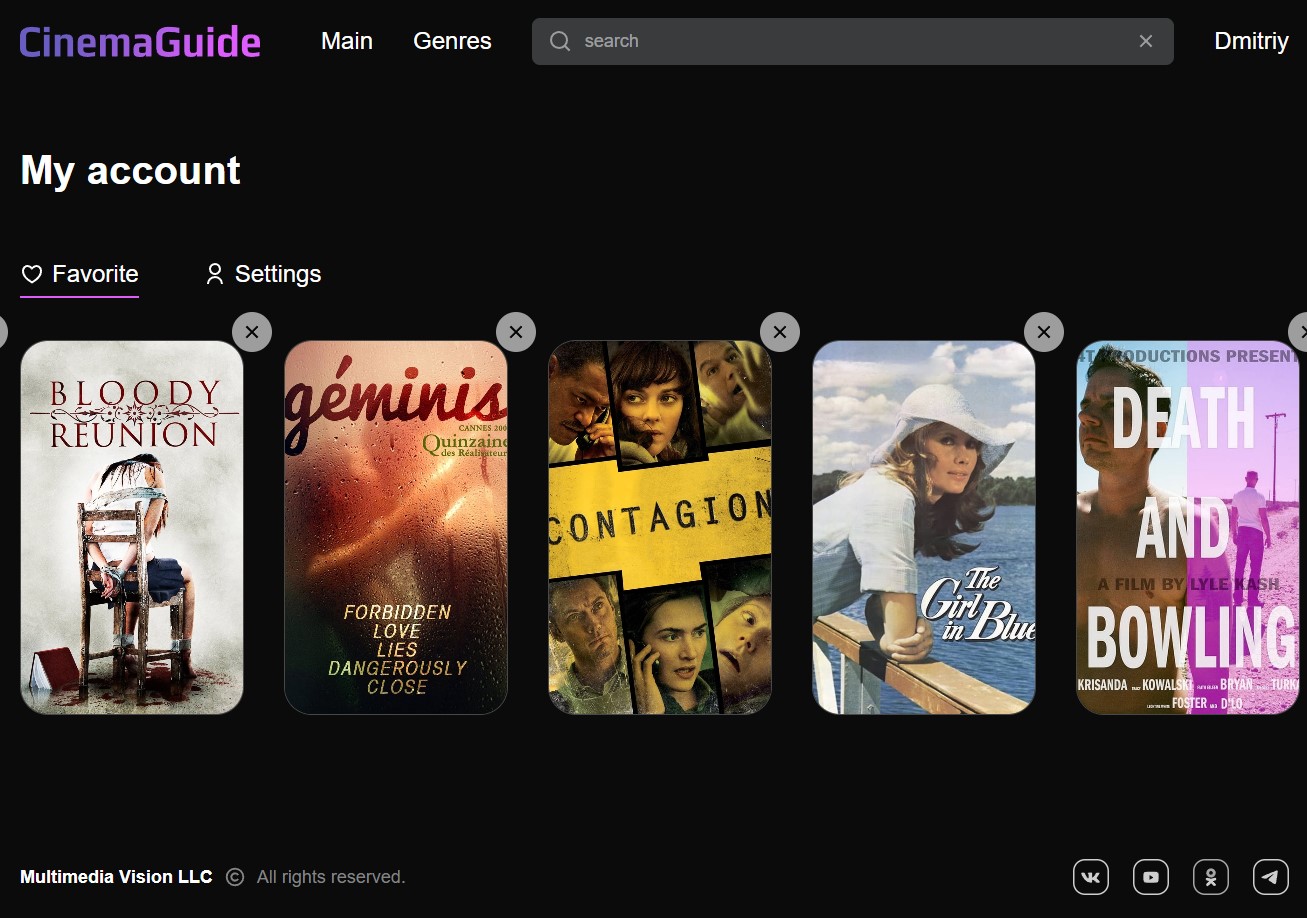 CinemaGuide
Main
Genres
search
Dmitriy
My account
Favorite
Settings
BLOODY
REUNION
géminis
CANNES 200
Quinzaine
des Réalisateur
FORBIDDEN
LOVE
LIES
DANGEROUSLY
CLOSE
CONTAGION
The
Girl
in Blue
4T PRODUCTIONS PRESENT
DEATH
AND
A FILM BY LYLE KASH
BOWLING
KRISANDA KOWALSKI BRYAN TURK
FOSTER AND D'LO
Multimedia Vision LLC © All rights reserved.